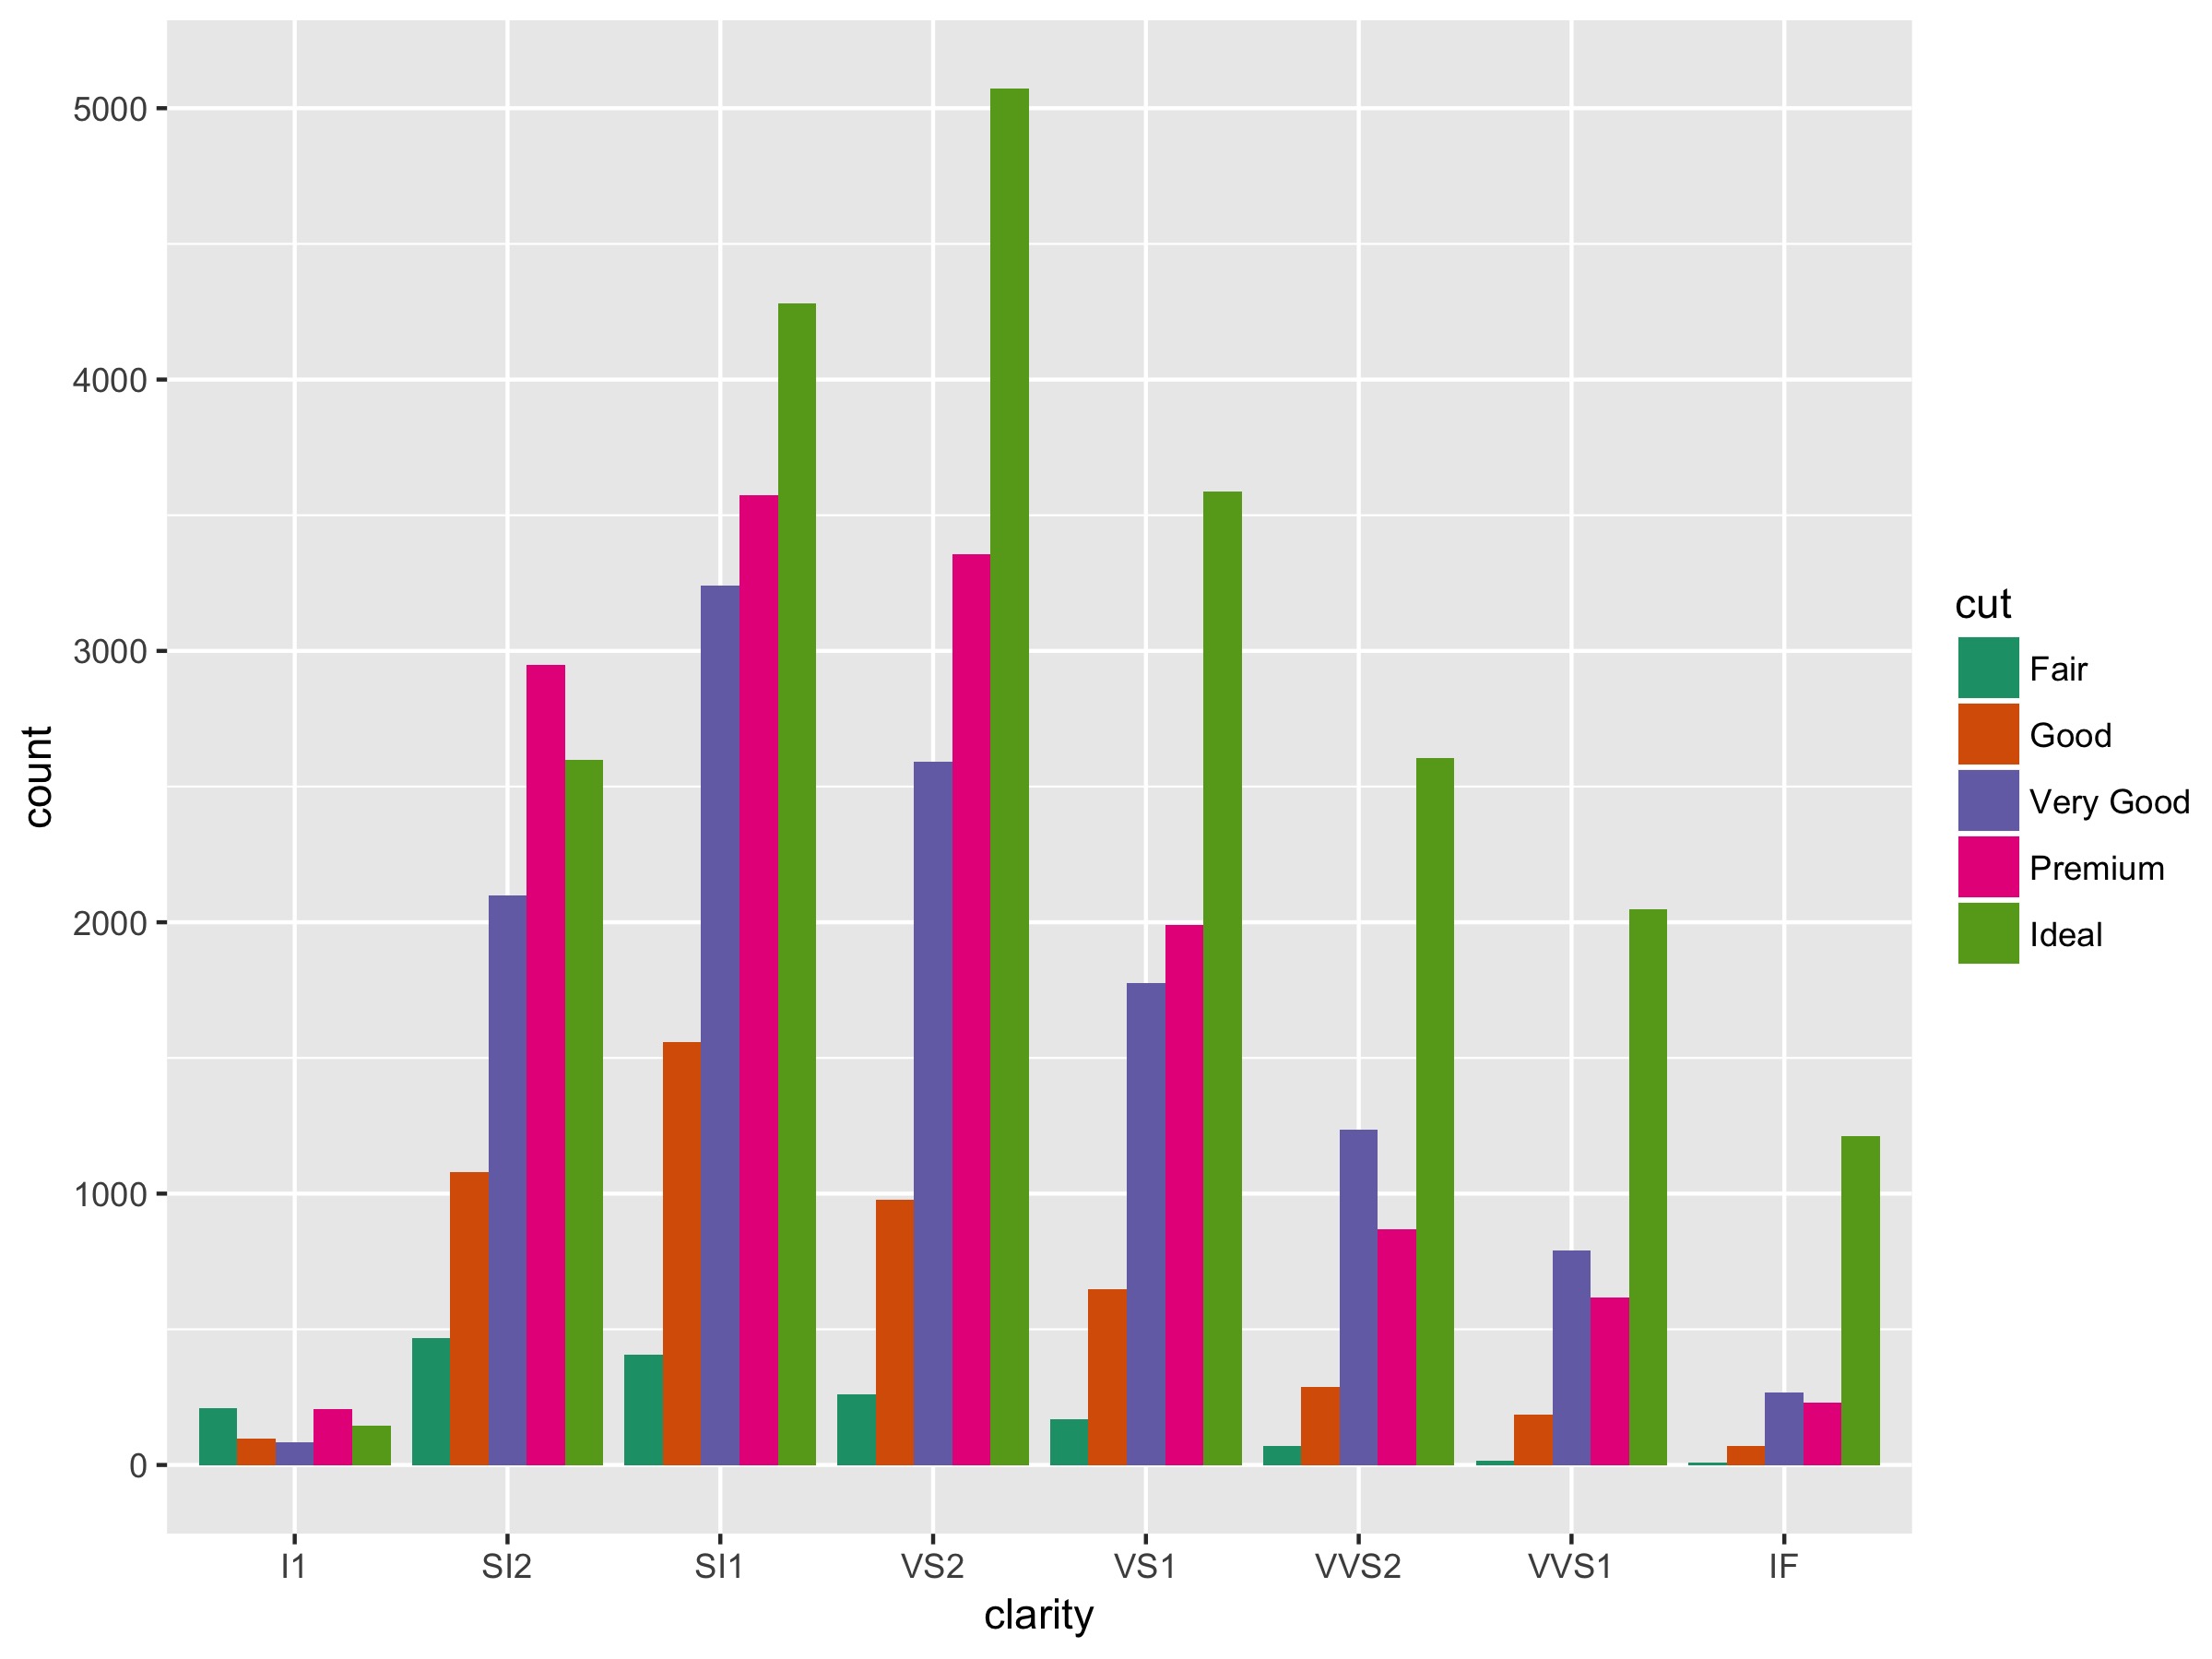 5000
4000
3000
2000
1000
0
count
I1 SI2 SI1 VS2 VS1 VVS2 VVS1 IF
clarity
cut
Fair
Good
Very Good
Premium
Ideal